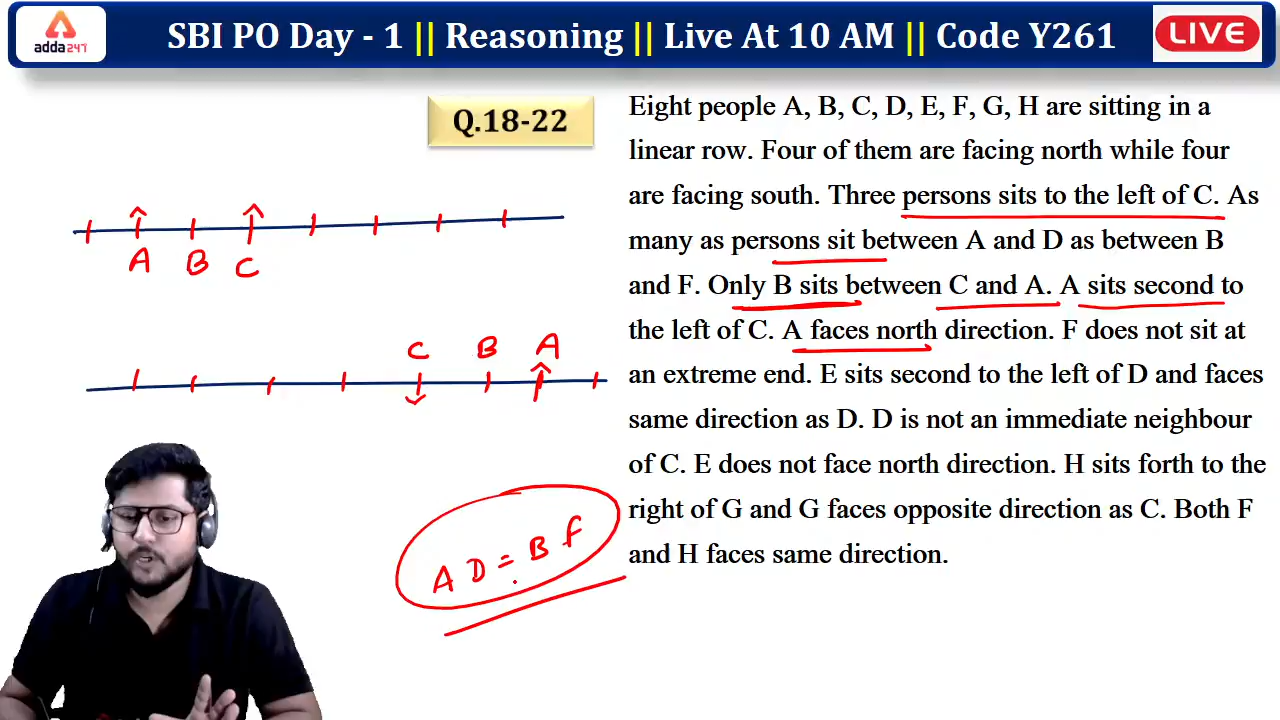 adda247
SBI PO Day - 1 || Reasoning || Live At 10 AM || Code Y261
LIVE
Q.18-22
Eight people A, B, C, D, E, F, G, H are sitting in a
linear row. Four of them are facing north while four
are facing south. Three persons sits to the left of C. As
many as persons sit between A and D as between B
and F. Only B sits between C and A. A sits second to
the left of C. A faces north direction. F does not sit at
an extreme end. E sits second to the left of D and faces
same direction as D. D is not an immediate neighbour
of C. E does not face north direction. H sits forth to the
right of G and G faces opposite direction as C. Both F
and H faces same direction.
A B C
C B A
A D = B F